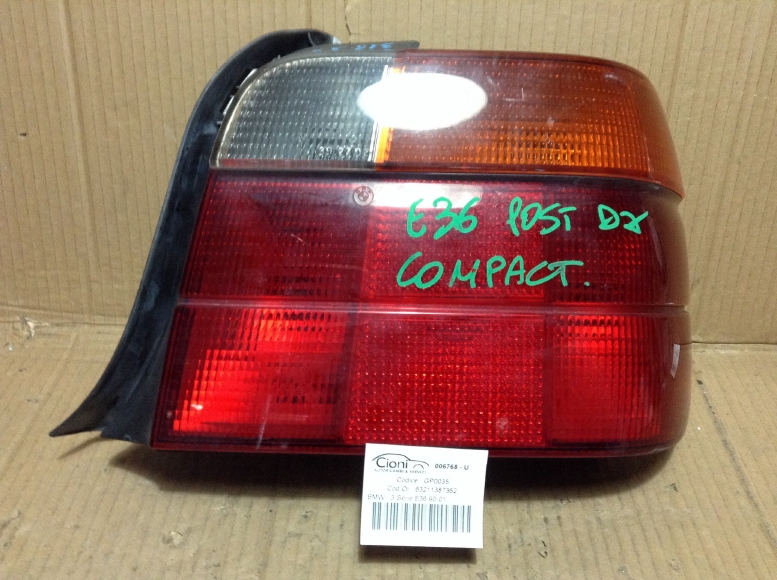 E36 POST DX
COMPACT.
Cioni
006768 - U
Codice : GP0035
Cod.Or. : 63211387362
BMW : 3 Serie E36 90-01